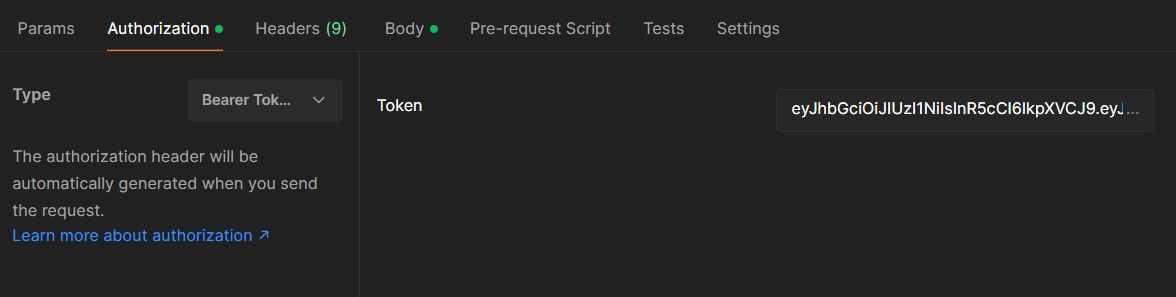 Params Authorization Headers (9) Body Pre-request Script Tests Settings
Type Bearer Tok... Token eyJhbGciOiJIUzI1NiIsInR5cCI6IkpXVCJ9.eyJ...
The authorization header will be
automatically generated when you send
the request.
Learn more about authorization ↗